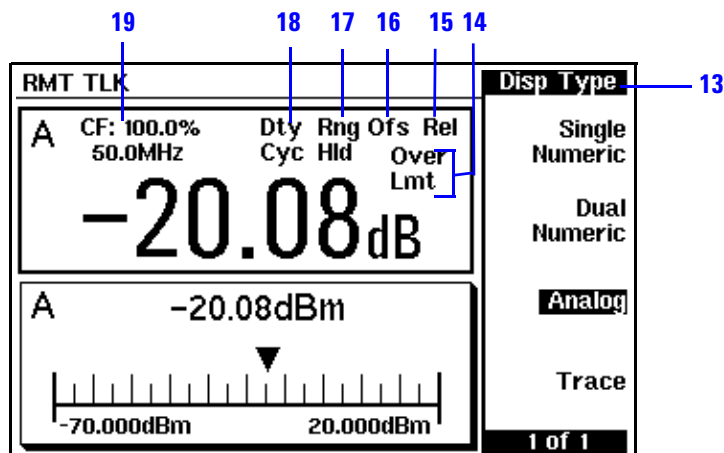 19 18 17 16 15 14
RMT TLK
Disp Type
13
A CF: 100.0% Dty Rng Ofs Rel
50.0MHz Cyc Hld Over
Lmt
-20.08dB
Single
Numeric
Dual
Numeric
A -20.08dBm
Analog
-70.000dBm 20.000dBm
Trace
1 of 1